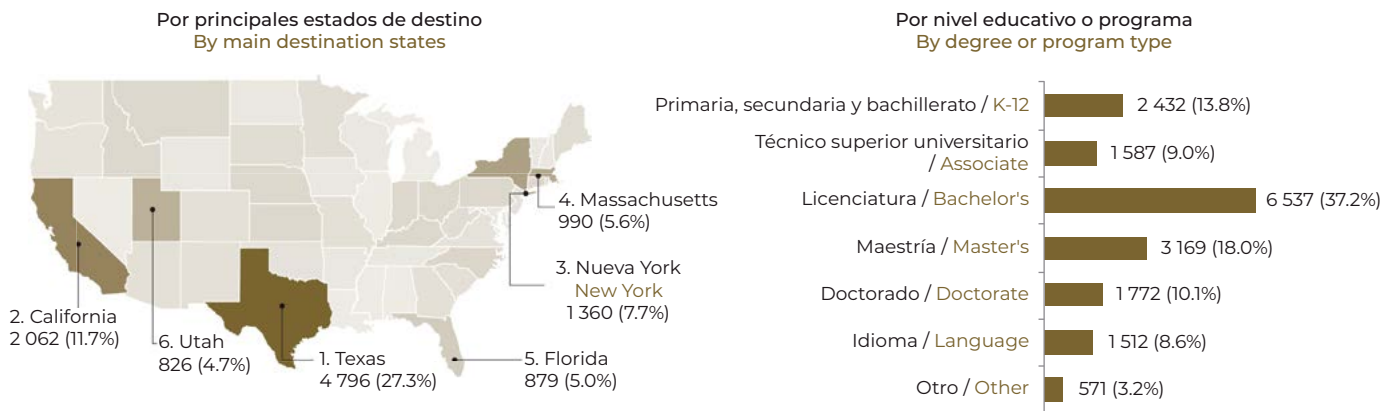 Por principales estados de destino
By main destination states
4. Massachusetts
990 (5.6%)
3. Nueva York
New York
1 360 (7.7%)
2. California
2 062 (11.7%)
6. Utah
826 (4.7%)
1. Texas
4 796 (27.3%)
5. Florida
879 (5.0%)
Por nivel educativo o programa
By degree or program type
Primaria, secundaria y bachillerato / K-12 2 432 (13.8%)
Técnico superior universitario
/ Associate 1 587 (9.0%)
Licenciatura / Bachelor's 6 537 (37.2%)
Maestría / Master's 3 169 (18.0%)
Doctorado / Doctorate 1 772 (10.1%)
Idioma / Language 1 512 (8.6%)
Otro / Other 571 (3.2%)